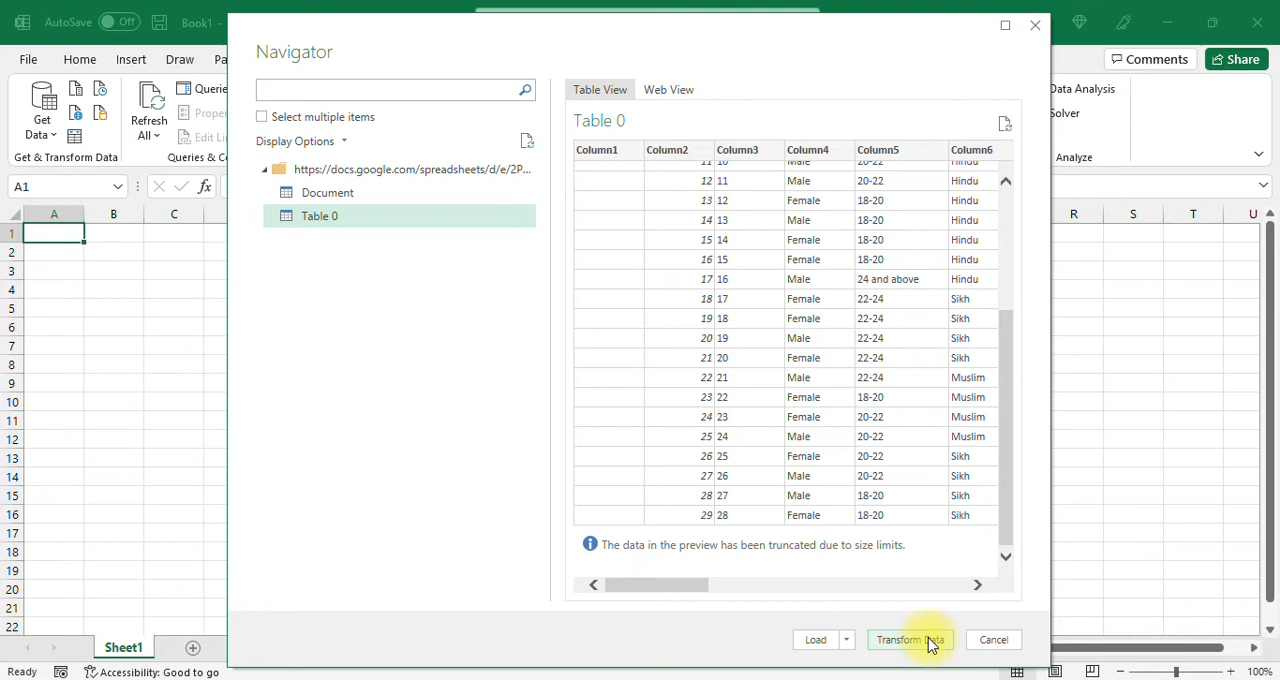 AutoSave Off Book1 -
File Home Insert Draw Pa
Comments Share
Get Data
Refresh All
Querie
Proper
Edit Li
Get & Transform Data
Queries & C
Data Analysis
Solver
Analyze
A1
fx
A B C
R S T U
1
2
3
4
5
6
7
8
9
10
11
12
13
14
15
16
17
18
19
20
21
22
Navigator
Select multiple items
Display Options
https://docs.google.com/spreadsheets/d/e/2P...
Document
Table 0
Table View Web View
Table 0
Column1 Column2 Column3 Column4 Column5 Column6
11 10 Male 20-22 Hindu
12 11 Male 20-22 Hindu
13 12 Female 18-20 Hindu
14 13 Male 18-20 Hindu
15 14 Female 18-20 Hindu
16 15 Female 18-20 Hindu
17 16 Male 24 and above Hindu
18 17 Female 22-24 Sikh
19 18 Female 22-24 Sikh
20 19 Male 22-24 Sikh
21 20 Female 22-24 Sikh
22 21 Male 22-24 Muslim
23 22 Female 18-20 Muslim
24 23 Female 20-22 Muslim
25 24 Male 20-22 Muslim
26 25 Female 20-22 Sikh
27 26 Male 20-22 Sikh
28 27 Male 18-20 Sikh
29 28 Female 18-20 Sikh
The data in the preview has been truncated due to size limits.
Load Transform Data Cancel
Sheet1
Ready Accessibility: Good to go 100%